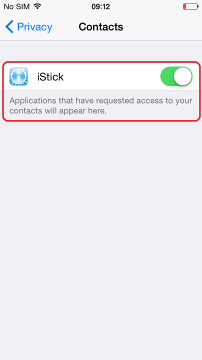 No SIM 09:12
Privacy Contacts
iStick
Applications that have requested access to your
contacts will appear here.